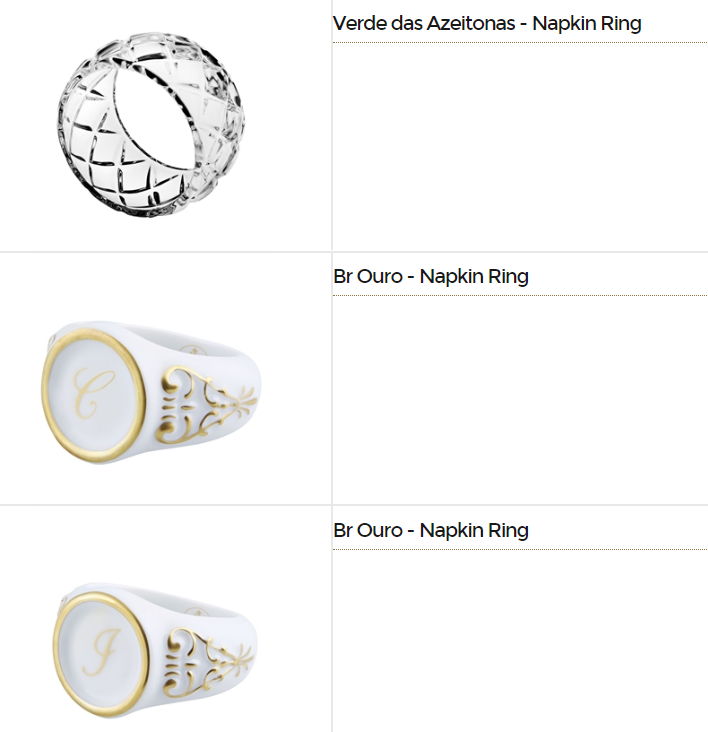 Verde das Azeitonas - Napkin Ring
Br Ouro - Napkin Ring
C
Br Ouro - Napkin Ring
I